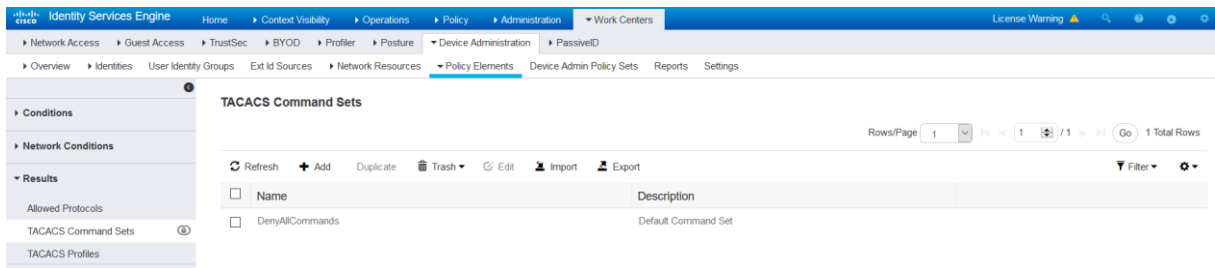 cisco Identity Services Engine Home Context Visibility Operations Policy Administration Work Centers License Warning
Network Access Guest Access TrustSec BYOD Profiler Posture Device Administration PassiveID
Overview Identities User Identity Groups Ext Id Sources Network Resources Policy Elements Device Admin Policy Sets Reports Settings
Conditions
Network Conditions
Results
Allowed Protocols
TACACS Command Sets
TACACS Profiles
TACACS Command Sets
Rows/Page 1 1 / 1 Go 1 Total Rows
Refresh Add Duplicate Trash Edit Import Export Filter
Name Description
DenyAllCommands Default Command Set